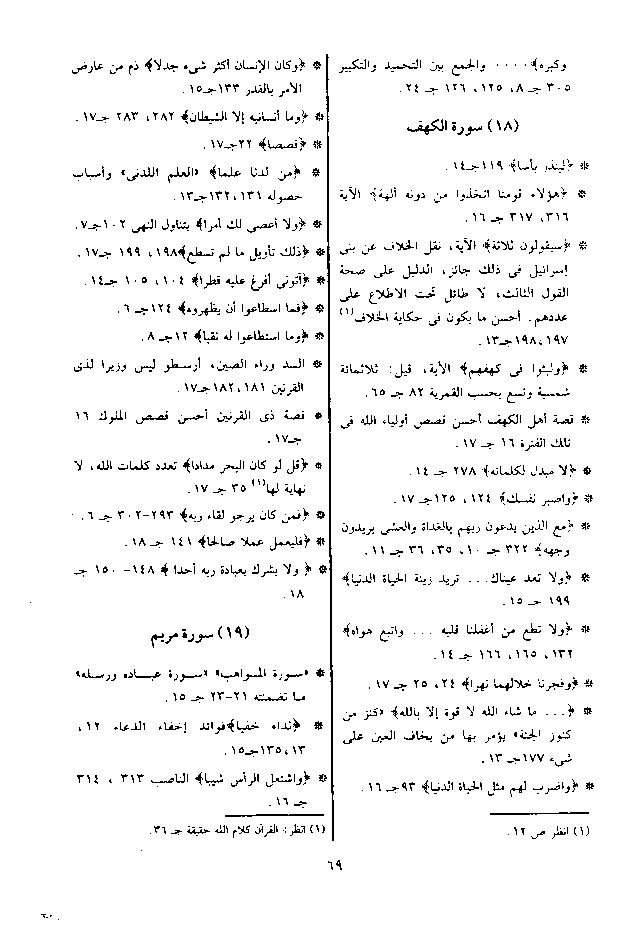 وكبره﴾ ٠٠٠٠ والجمع بين التحميد والتكبير
٣٠٥ جـ ٨، ١٢٥، ١٢٦ جـ ٢٤ .
(١٨) سورة الكهف
* ﴿لينذر بأسا﴾ ١١٩جـ١٤ .
* ﴿هؤلاء قومنا اتخذوا من دونه آلهة﴾ الآية
٣١٦، ٣١٧ جـ ١٦ .
* ﴿سيقولون ثلاثة﴾ الآية، نقل الخلاف عن بنى
إسرائيل فى ذلك جائز، الدليل على صحة
القول الثالث، لا طائل تحت الاطلاع على
عددهم. أحسن ما يكون فى حكاية الخلاف(١)
١٩٧،١٩٨جـ١٣ .
* ﴿ولبثوا فى كهفهم﴾ الآية، قيل: ثلاثمائة
شمسية وتسع بحسب القمرية ٨٢ جـ ٦٥ .
* قصة أهل الكهف أحسن قصص أولياء الله فى
تلك الفترة ١٦ جـ ١٧ .
* ﴿لا مبدل لكلماته﴾ ٢٧٨ جـ ١٤ .
* ﴿واصبر نفسك﴾ ١٢٤، ١٢٥جـ ١٧ .
* ﴿مع الذين يدعون ربهم بالغداة والعشى يريدون
وجهه﴾ ٣٢٢ جـ ١٠، ٣٥، ٣٦ جـ ١١ .
* ﴿ولا تعد عيناك... تريد زينة الحياة الدنيا﴾
١٩٩ جـ ١٥ .
* ﴿ولا تطع من أغفلنا قلبه ... واتبع هواه﴾
١٣٢، ١٦٥، ١٦٦ جـ ١٤ .
* ﴿وفجرنا خلالهما نهرا﴾ ٢٤، ٢٥ جـ ١٧ .
* ﴿... ما شاء الله لا قوة إلا بالله﴾ «كنز من
كنوز الجنة» يؤمر بها من يخاف العين على
شىء ١٧٧جـ ١٣ .
* ﴿واضرب لهم مثل الحياة الدنيا﴾ ٩٣جـ ١٦ .
(١) انظر ص ١٢ .
* ﴿وكان الإنسان أكثر شىء جدلا﴾ ذم من عارض
الأمر بالقدر ١٣٣جـ١٥ .
* ﴿وما أنسانيه إلا الشيطان﴾ ٢٨٢، ٢٨٣ جـ١٧ .
* ﴿قصصا﴾ ٢٢جـ١٧ .
* ﴿من لدنا علما﴾ «العلم اللدنى» وأسباب
حصوله ١٣١،١٣٢جـ١٣ .
* ﴿ولا أعصى لك أمرا﴾ يتناول النهى ١٠٢جـ٧ .
* ﴿ذلك تأويل ما لم تسطع﴾١٩٨، ١٩٩ جـ١٧ .
* ﴿آتونى أفرغ عليه قطرا﴾ ١٠٤، ١٠٥ جـ١٤ .
* ﴿فما اسطاعوا أن يظهروه﴾ ١٢٤جـ ٦ .
* ﴿وما استطاعوا له نقبا﴾ ١٢جـ ٨ .
* السد وراء الصين، أرسطو ليس وزيرا لذى
القرنين ١٨١،١٨٢جـ١٧ .
* قصة ذى القرنين أحسن قصص الملوك ١٦
جـ١٧ .
* ﴿قل لو كان البحر مدادا﴾ تعدد كلمات الله، لا
نهاية لها(١) ٣٥ جـ ١٧ .
* ﴿فمن كان يرجو لقاء ربه﴾ ٢٩٣-٣٠٢ جـ ٦ .
* ﴿فليعمل عملا صالحا﴾ ١٤١ جـ ١٨ .
* ﴿ ولا يشرك بعبادة ربه أحدا ﴾ ١٤٨- ١٥٠ جـ
١٨ .
(١٩) سورة مريم
* «سورة المواهب» «سورة عباده ورسله»
ما تضمنته ٢١-٢٣ جـ ١٥ .
* ﴿نداء خفيا﴾فوائد إخفاء الدعاء ١٢،
١٣،١٣٥جـ١٥ .
* ﴿واشتعل الرأس شيبا﴾ الناصب ٣١٣ ، ٣١٤
جـ ١٦ .
(١) انظر: القرآن كلام الله حقيقة جـ ٣٦ .
٦٩